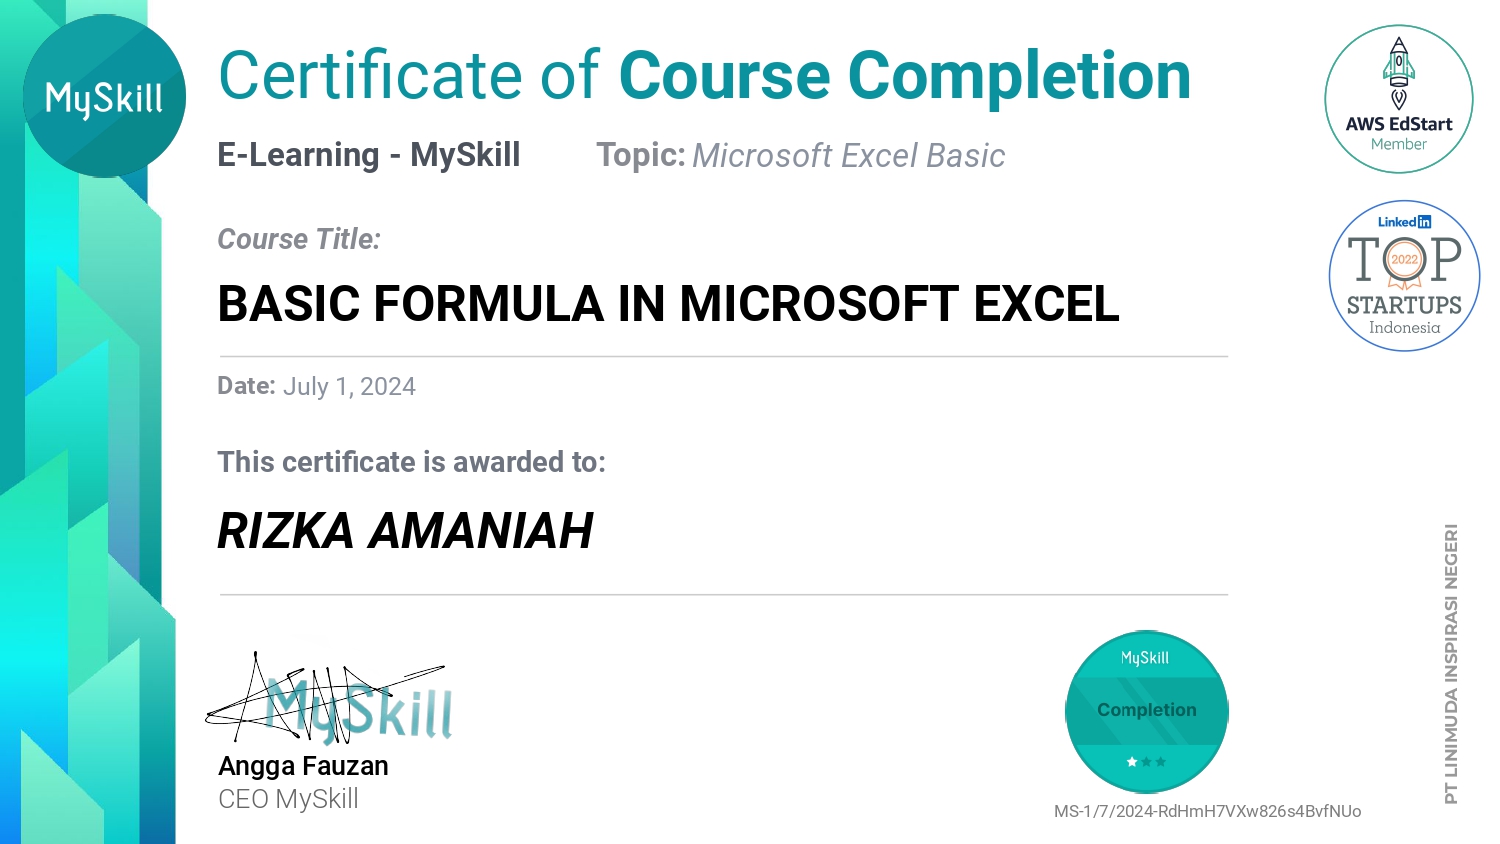 MySkill
Certificate of Course Completion
E-Learning - MySkill Topic: Microsoft Excel Basic
Course Title:
BASIC FORMULA IN MICROSOFT EXCEL
Date: July 1, 2024
This certificate is awarded to:
RIZKA AMANIAH
MySkill
Angga Fauzan
CEO MySkill
MySkill
Completion
MS-1/7/2024-RdHmH7VXw826s4BvfNUo
AWS EdStart
Member
Linked in
TOP
2022
STARTUPS
Indonesia
PT LINIMUDA INSPIRASI NEGERI